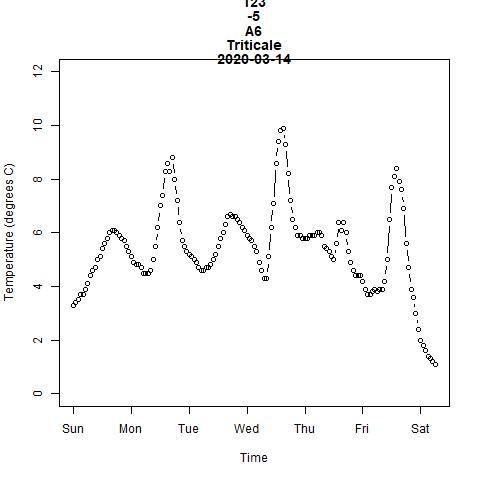 123
-5
A6
Triticale
2020-03-14
Temperature (degrees C)
12
10
8
6
4
2
0
Sun Mon Tue Wed Thu Fri Sat
Time